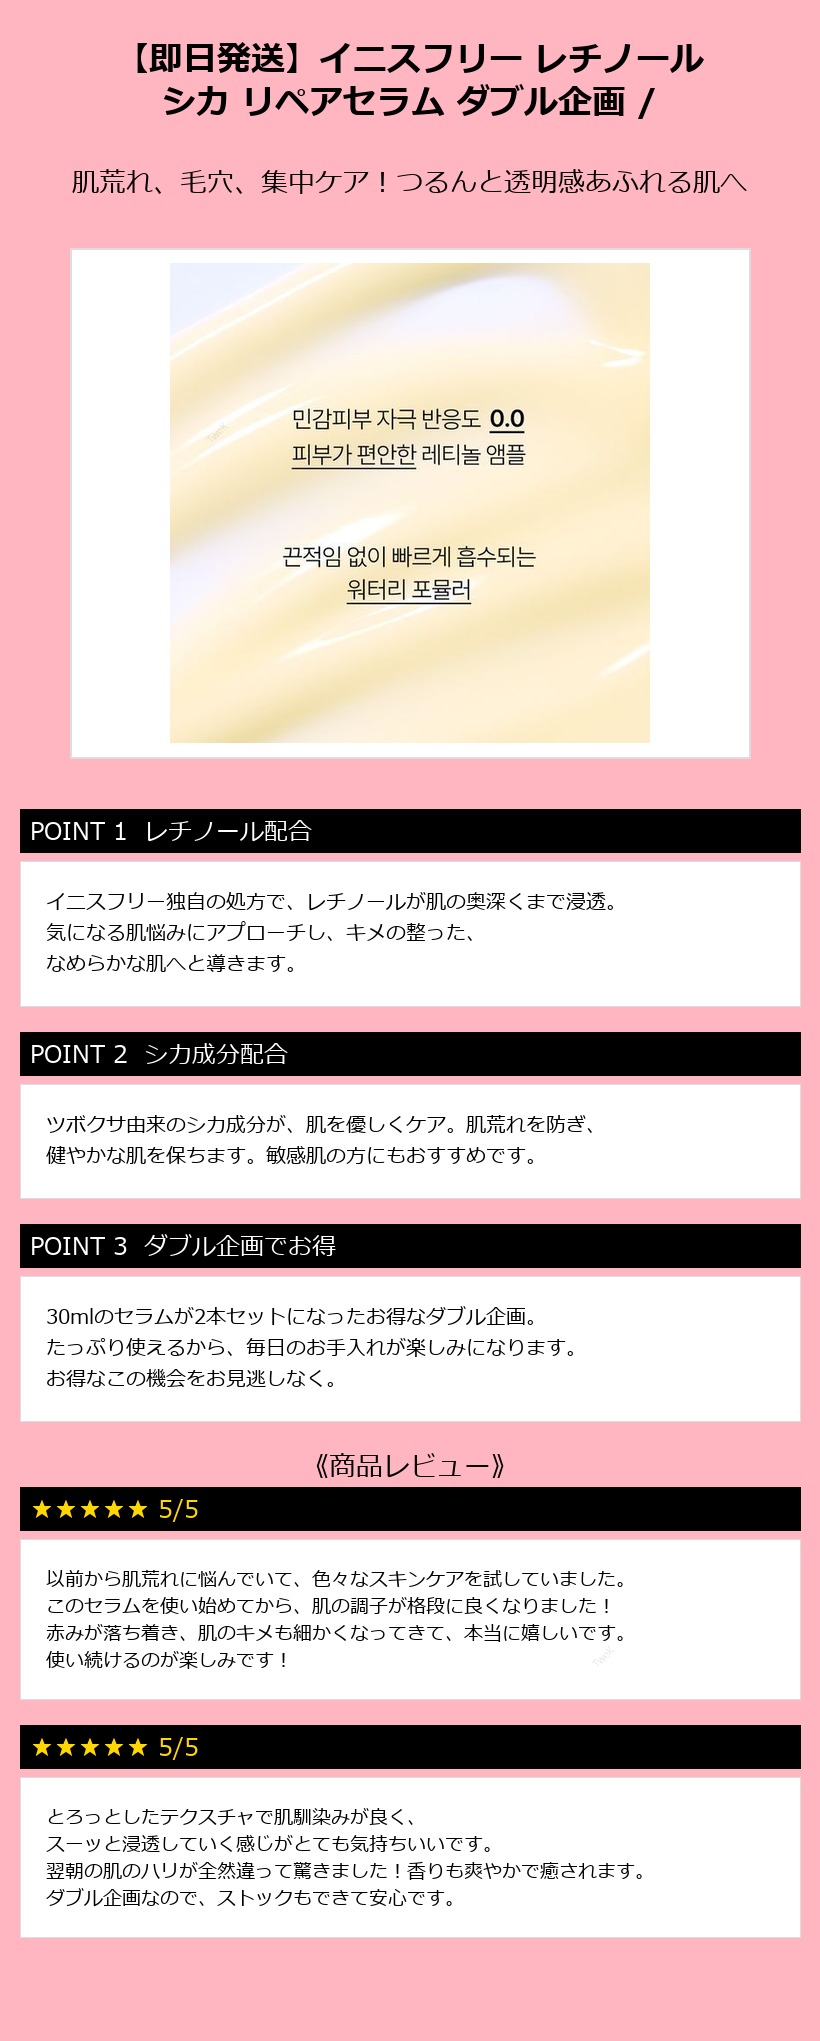 【即日発送】イニスフリー レチノール
シカ リペアセラム ダブル企画 /
肌荒れ、毛穴、集中ケア！つるんと透明感あふれる肌へ
민감피부 자극 반응도 0.0
피부가 편안한 레티놀 앰플
끈적임 없이 빠르게 흡수되는
워터리 포뮬러
POINT 1 レチノール配合
イニスフリー独自の処方で、レチノールが肌の奥深くまで浸透。
気になる肌悩みにアプローチし、キメの整った、
なめらかな肌へと導きます。
POINT 2 シカ成分配合
ツボクサ由来のシカ成分が、肌を優しくケア。肌荒れを防ぎ、
健やかな肌を保ちます。敏感肌の方にもおすすめです。
POINT 3 ダブル企画でお得
30mlのセラムが2本セットになったお得なダブル企画。
たっぷり使えるから、毎日のお手入れが楽しみになります。
お得なこの機会をお見逃しなく。
《商品レビュー》
★★★★★ 5/5
以前から肌荒れに悩んでいて、色々なスキンケアを試していました。
このセラムを使い始めてから、肌の調子が格段に良くなりました！
赤みが落ち着き、肌のキメも細かくなってきて、本当に嬉しいです。
使い続けるのが楽しみです！
★★★★★ 5/5
とろっとしたテクスチャで肌馴染みが良く、
スーッと浸透していく感じがとても気持ちいいです。
翌朝の肌のハリが全然違って驚きました！香りも爽やかで癒されます。
ダブル企画なので、ストックもできて安心です。